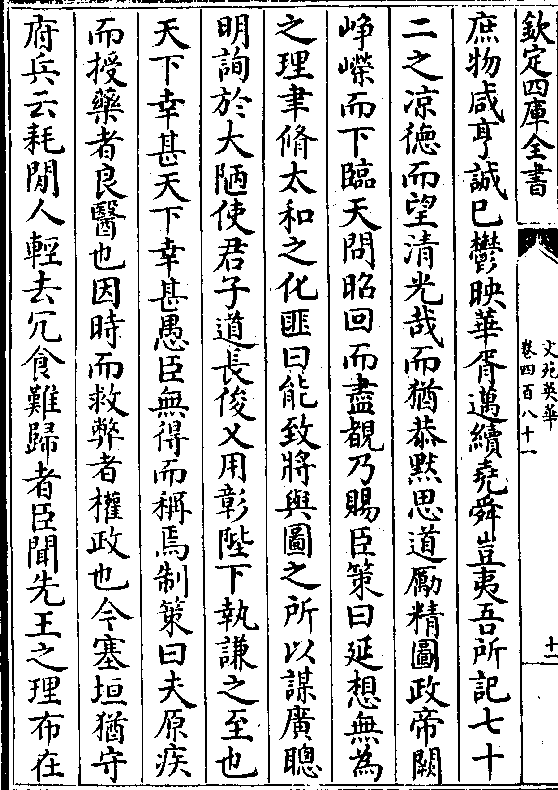 欽定四庫全書
文苑英華
卷四百八十一
十一
庶物咸亨誠已鬱映華胥邁續堯舜豈夷吾所記七十
二之凉德而望清光哉而猶恭默思道勵精圖政帝闕
崢嶸而下臨天問昭回而盡覩乃賜臣策曰延想無為
之理聿脩太和之化匪曰能致將與圖之所以謀廣聰
明詢於大陋使君子道長俊乂用彰陛下執謙之至也
天下幸甚天下幸甚愚臣無得而稱焉制策曰夫原疾
而授藥者良醫也因時而救弊者權政也今塞垣猶守
府兵云耗閒人輕去冗食難歸者臣聞先王之理布在